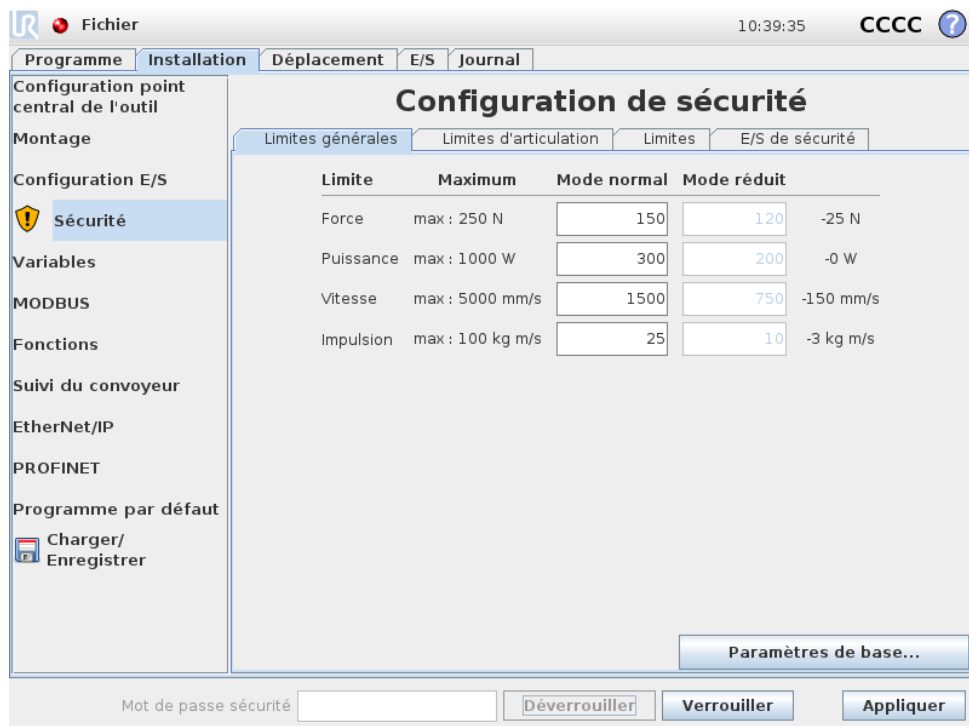 UR Fichier 10:39:35 CCCC ?
Programme Installation Déplacement E/S Journal
Configuration point
central de l'outil
Montage
Configuration E/S
Sécurité
Variables
MODBUS
Fonctions
Suivi du convoyeur
EtherNet/IP
PROFINET
Programme par défaut
Charger/
Enregistrer
Configuration de sécurité
Limites générales Limites d'articulation Limites E/S de sécurité
Limite Maximum Mode normal Mode réduit
Force max : 250 N 150 120 -25 N
Puissance max : 1000 W 300 200 -0 W
Vitesse max : 5000 mm/s 1500 750 -150 mm/s
Impulsion max : 100 kg m/s 25 10 -3 kg m/s
Paramètres de base...
Mot de passe sécurité Déverrouiller Verrouiller Appliquer